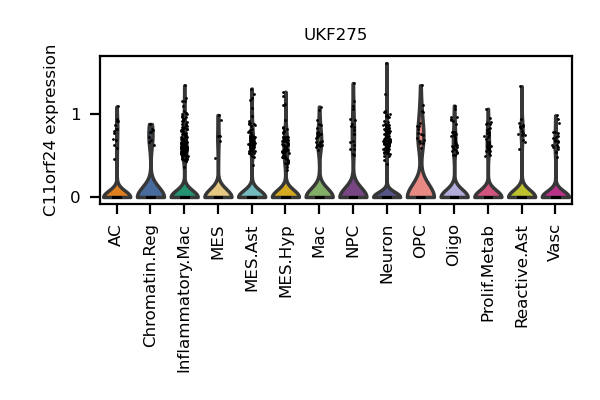 UKF275
C11orf24 expression
1
0
AC
Chromatin.Reg
Inflammatory.Mac
MES
MES.Ast
MES.Hyp
Mac
NPC
Neuron
OPC
Oligo
Prolif.Metab
Reactive.Ast
Vasc